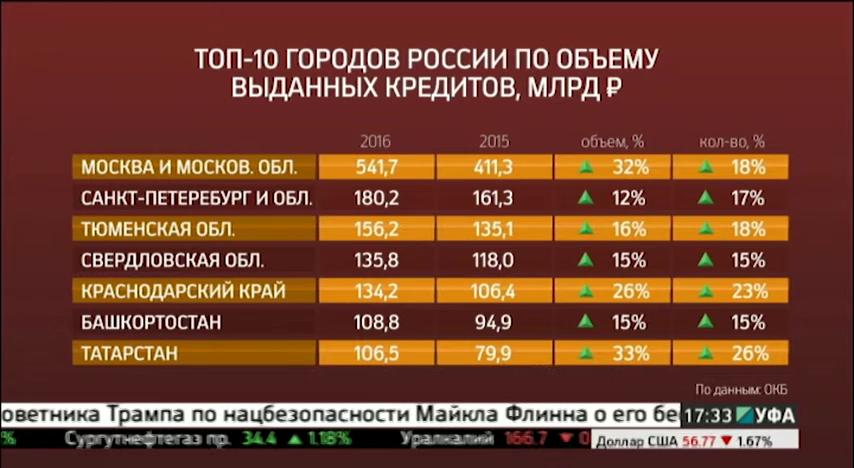 ТОП-10 ГОРОДОВ РОССИИ ПО ОБЪЕМУ
ВЫДАННЫХ КРЕДИТОВ, МЛРД ₽
2016 2015 объем, % кол-во, %
МОСКВА И МОСКОВ. ОБЛ. 541,7 411,3 ▲ 32% ▲ 18%
САНКТ-ПЕТЕРЕБУРГ И ОБЛ. 180,2 161,3 ▲ 12% ▲ 17%
ТЮМЕНСКАЯ ОБЛ. 156,2 135,1 ▲ 16% ▲ 18%
СВЕРДЛОВСКАЯ ОБЛ. 135,8 118,0 ▲ 15% ▲ 15%
КРАСНОДАРСКИЙ КРАЙ 134,2 106,4 ▲ 26% ▲ 23%
БАШКОРТОСТАН 108,8 94,9 ▲ 15% ▲ 15%
ТАТАРСТАН 106,5 79,9 ▲ 33% ▲ 26%
По данным: ОКБ
оветника Трампа по нацбезопасности Майкла Флинна о его бе 17:33 УФА
% Сургутнефтегаз пр. 34.4 ▲ 1.18% Уралкалий 166.7 ▼ 0 Доллар США 56.77 ▼ 1.67%